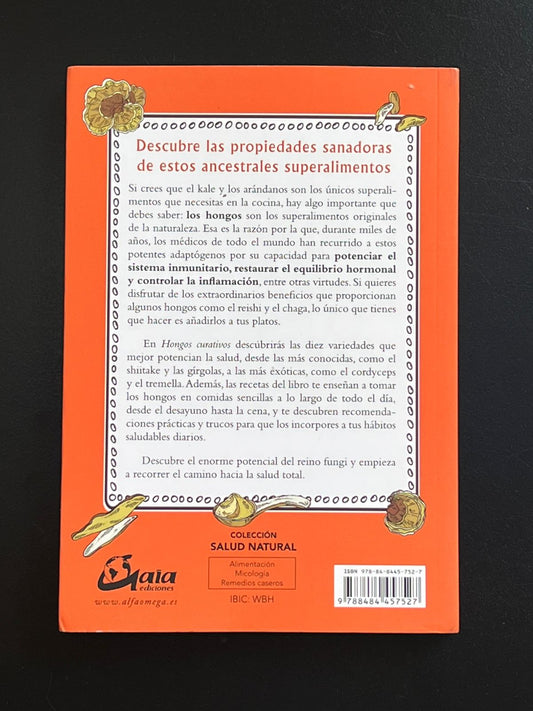 Descubre las propiedades sanadoras
de estos ancestrales superalimentos
Si crees que el kale y los arándanos son los únicos superali-
mentos que necesitas en la cocina, hay algo importante que
debes saber: los hongos son los superalimentos originales
de la naturaleza. Esa es la razón por la que, durante miles de
años, los médicos de todo el mundo han recurrido a estos
potentes adaptógenos por su capacidad para potenciar el
sistema inmunitario, restaurar el equilibrio hormonal
y controlar la inflamación, entre otras virtudes. Si quieres
disfrutar de los extraordinarios beneficios que proporcionan
algunos hongos como el reishi y el chaga, lo único que tienes
que hacer es añadirlos a tus platos.
En Hongos curativos descubrirás las diez variedades que
mejor potencian la salud, desde las más conocidas, como el
shiitake y las gírgolas, a las más exóticas, como el cordyceps
y el tremella. Además, las recetas del libro te enseñan a tomar
los hongos en comidas sencillas a lo largo de todo el día,
desde el desayuno hasta la cena, y te descubren recomenda-
ciones prácticas y trucos para que los incorpores a tus hábitos
saludables diarios.
Descubre el enorme potencial del reino fungi y empieza
a recorrer el camino hacia la salud total.
COLECCIÓN
SALUD NATURAL
Alimentación
Micología
Remedios caseros
IBIC: WBH
Gaia
ediciones
www.alfaomega.es
ISBN 978-84-8445-752-7
9 788484 457527